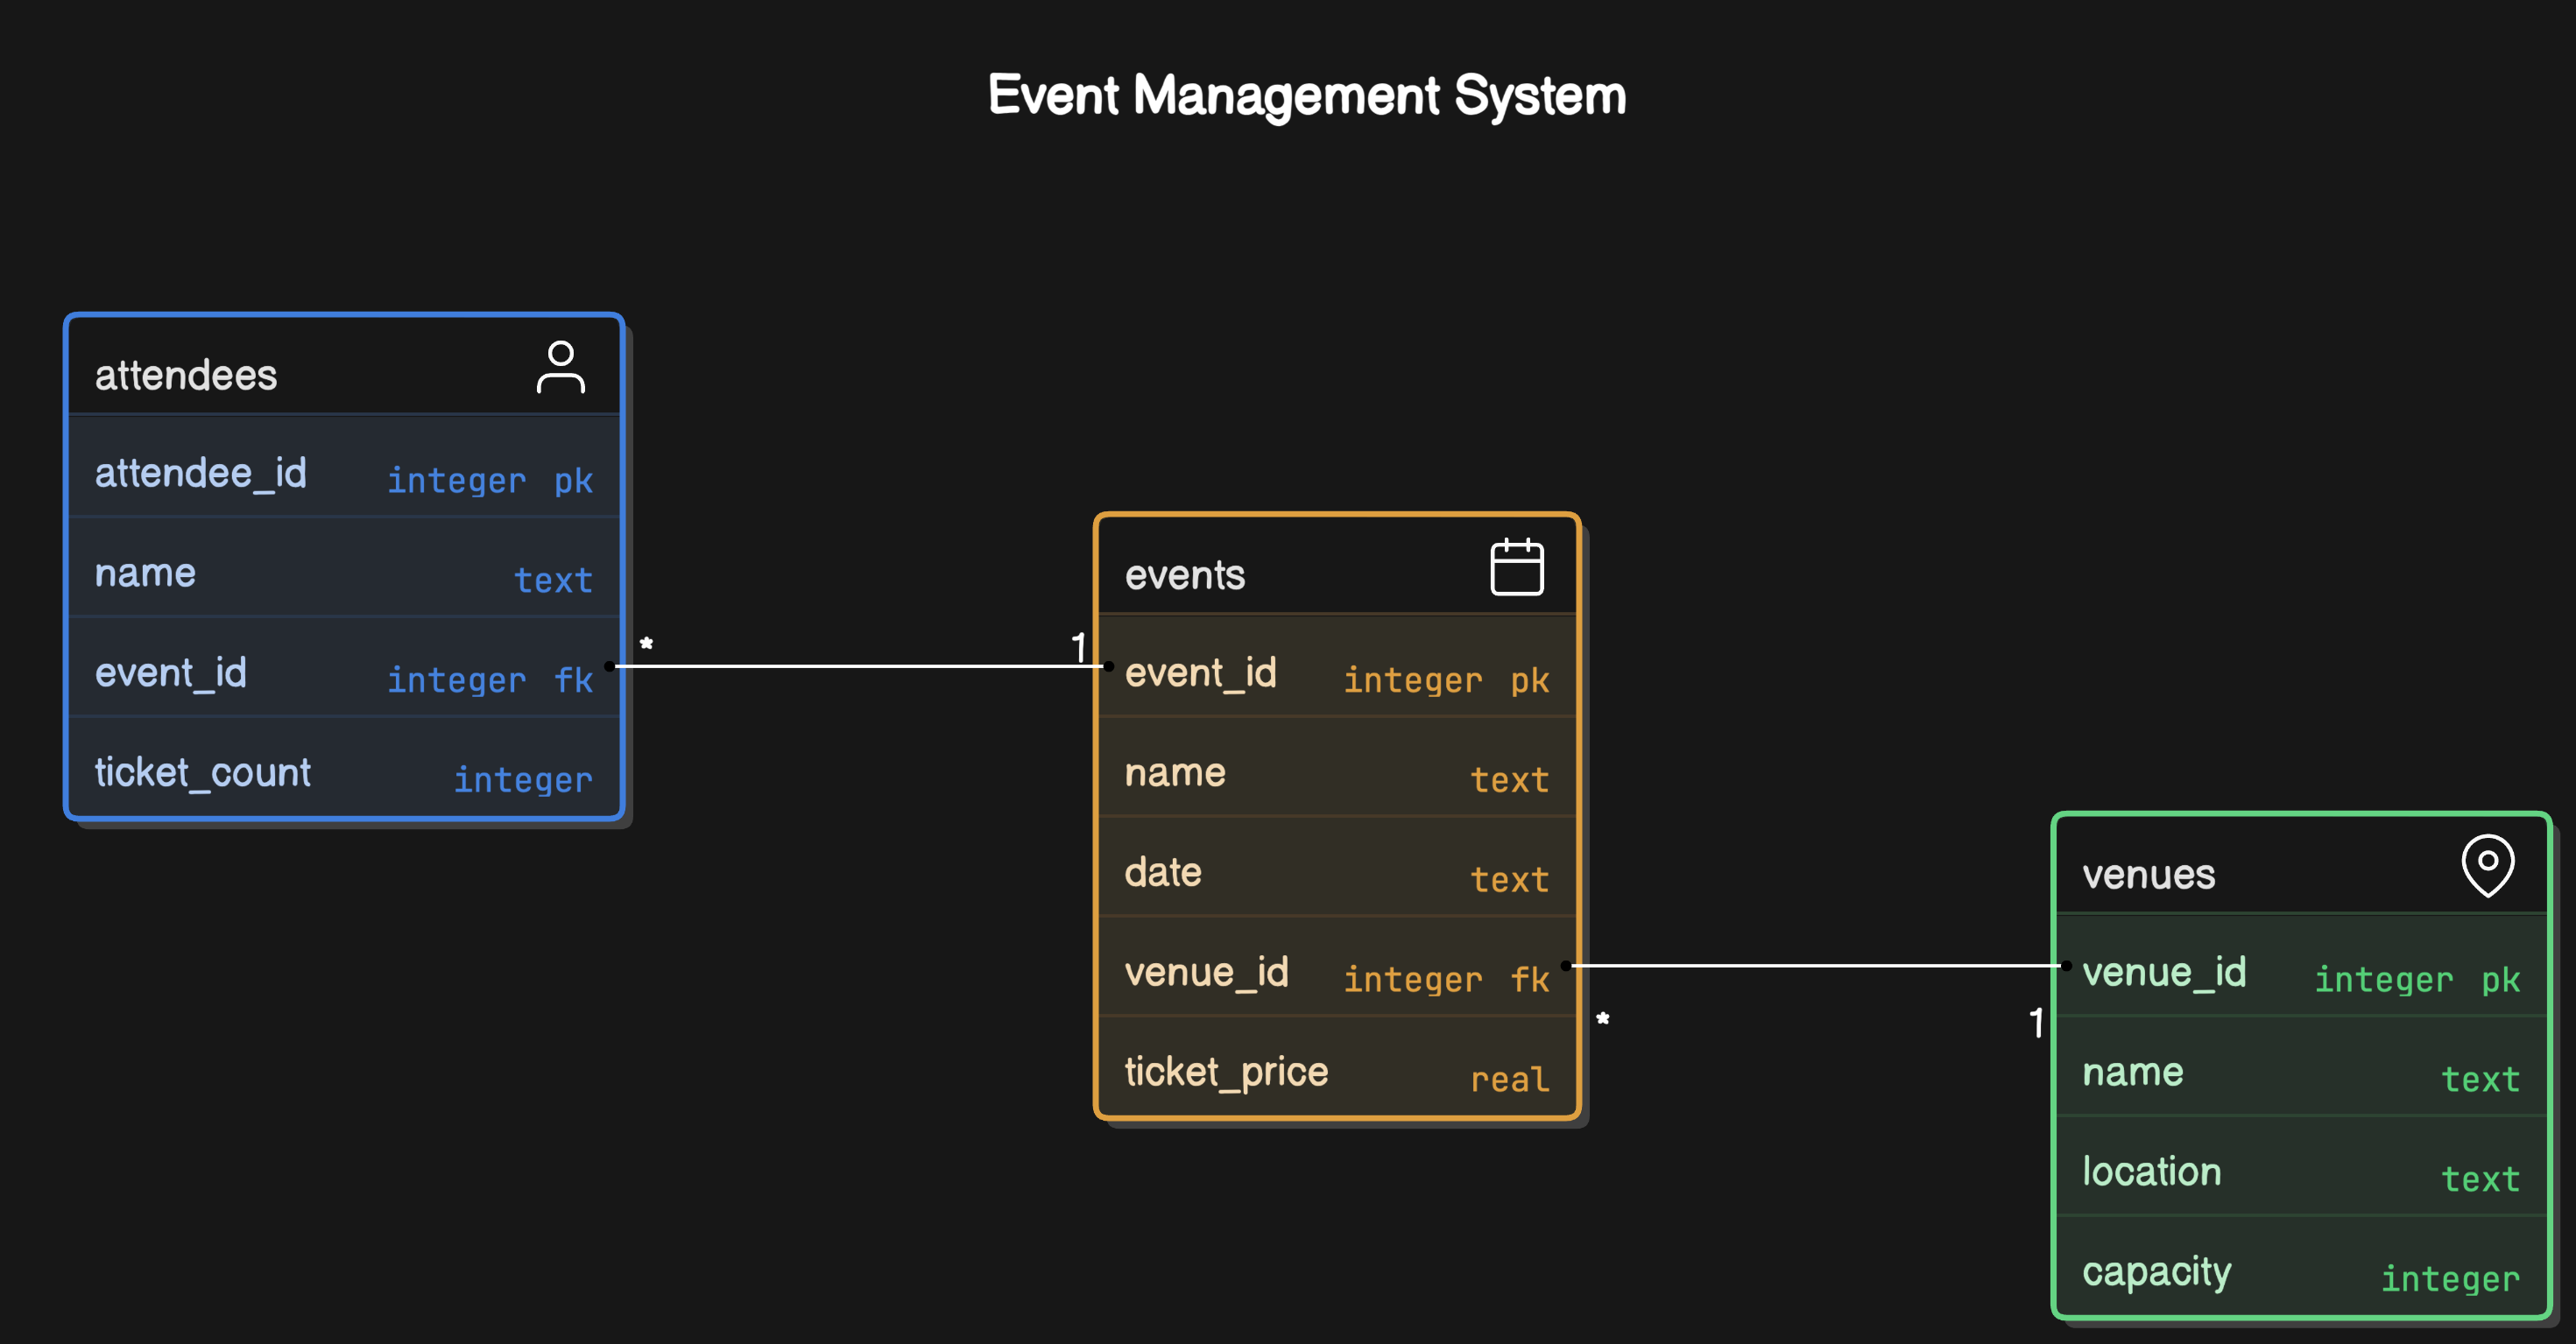 Event Management System
attendees
attendee_id integer pk
name text
event_id integer fk
ticket_count integer
* 1
events
event_id integer pk
name text
date text
venue_id integer fk
ticket_price real
* 1
venues
venue_id integer pk
name text
location text
capacity integer